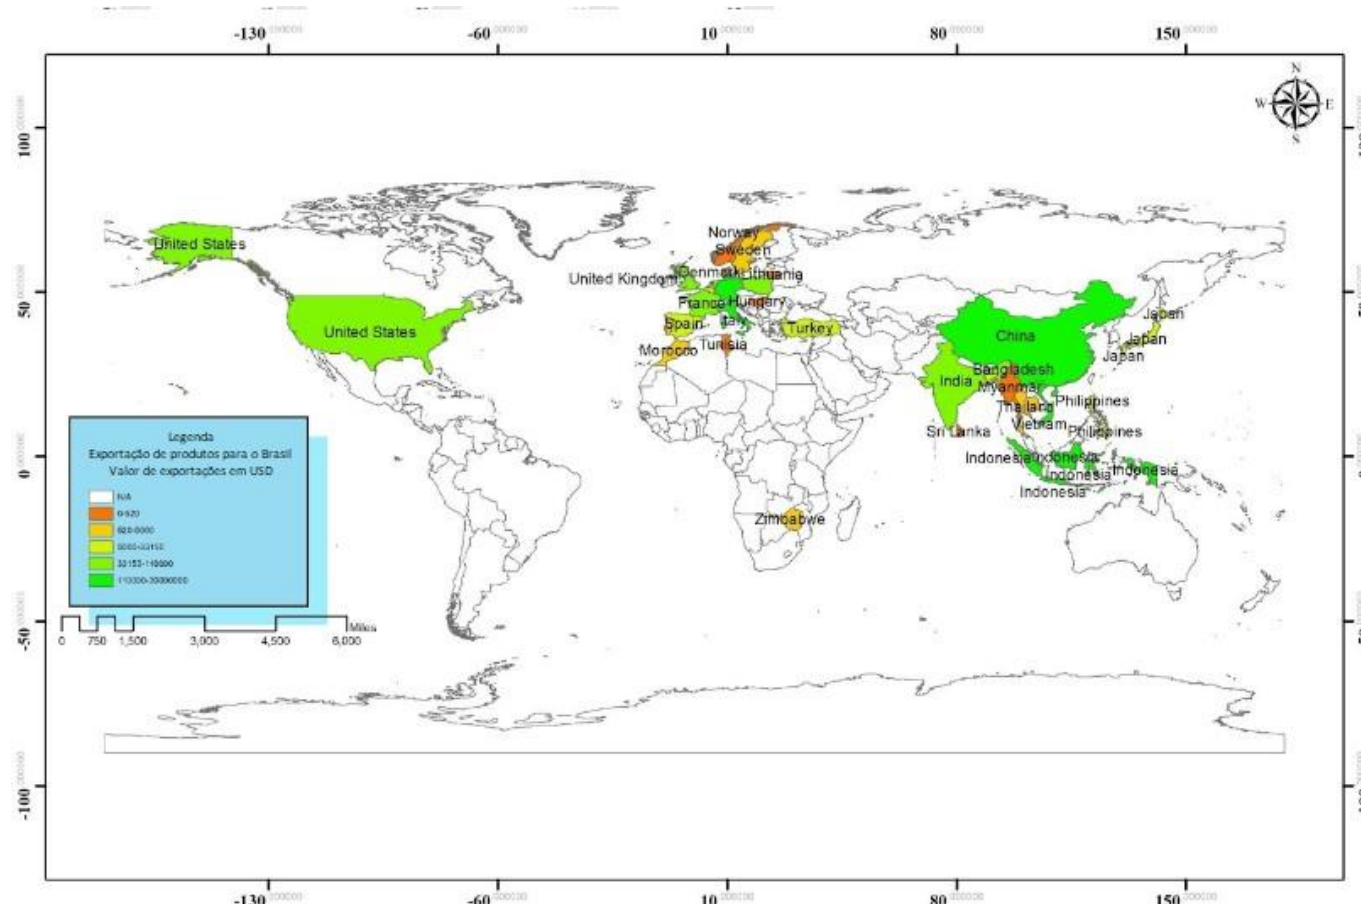 -130 -60 10 80 150
N
W E
S
100
50
0
-50
-100
United States
United States
Norway
Sweden
United Kingdom
Denmark
Lithuania
France
Hungary
Italy
Spain
Turkey
Morocco
Tunisia
China
Japan
Japan
Japan
India
Bangladesh
Myanmar
Thailand
Philippines
Vietnam
Philippines
Sri Lanka
Indonesia
Indonesia
Indonesia
Indonesia
Indonesia
Zimbabwe
Legenda
Exportação de produtos para o Brasil
Valor de exportações em USD
N/A
0-620
Miles
0 750 1,500 3,000 4,500 6,000
-130 -60 10 80 150